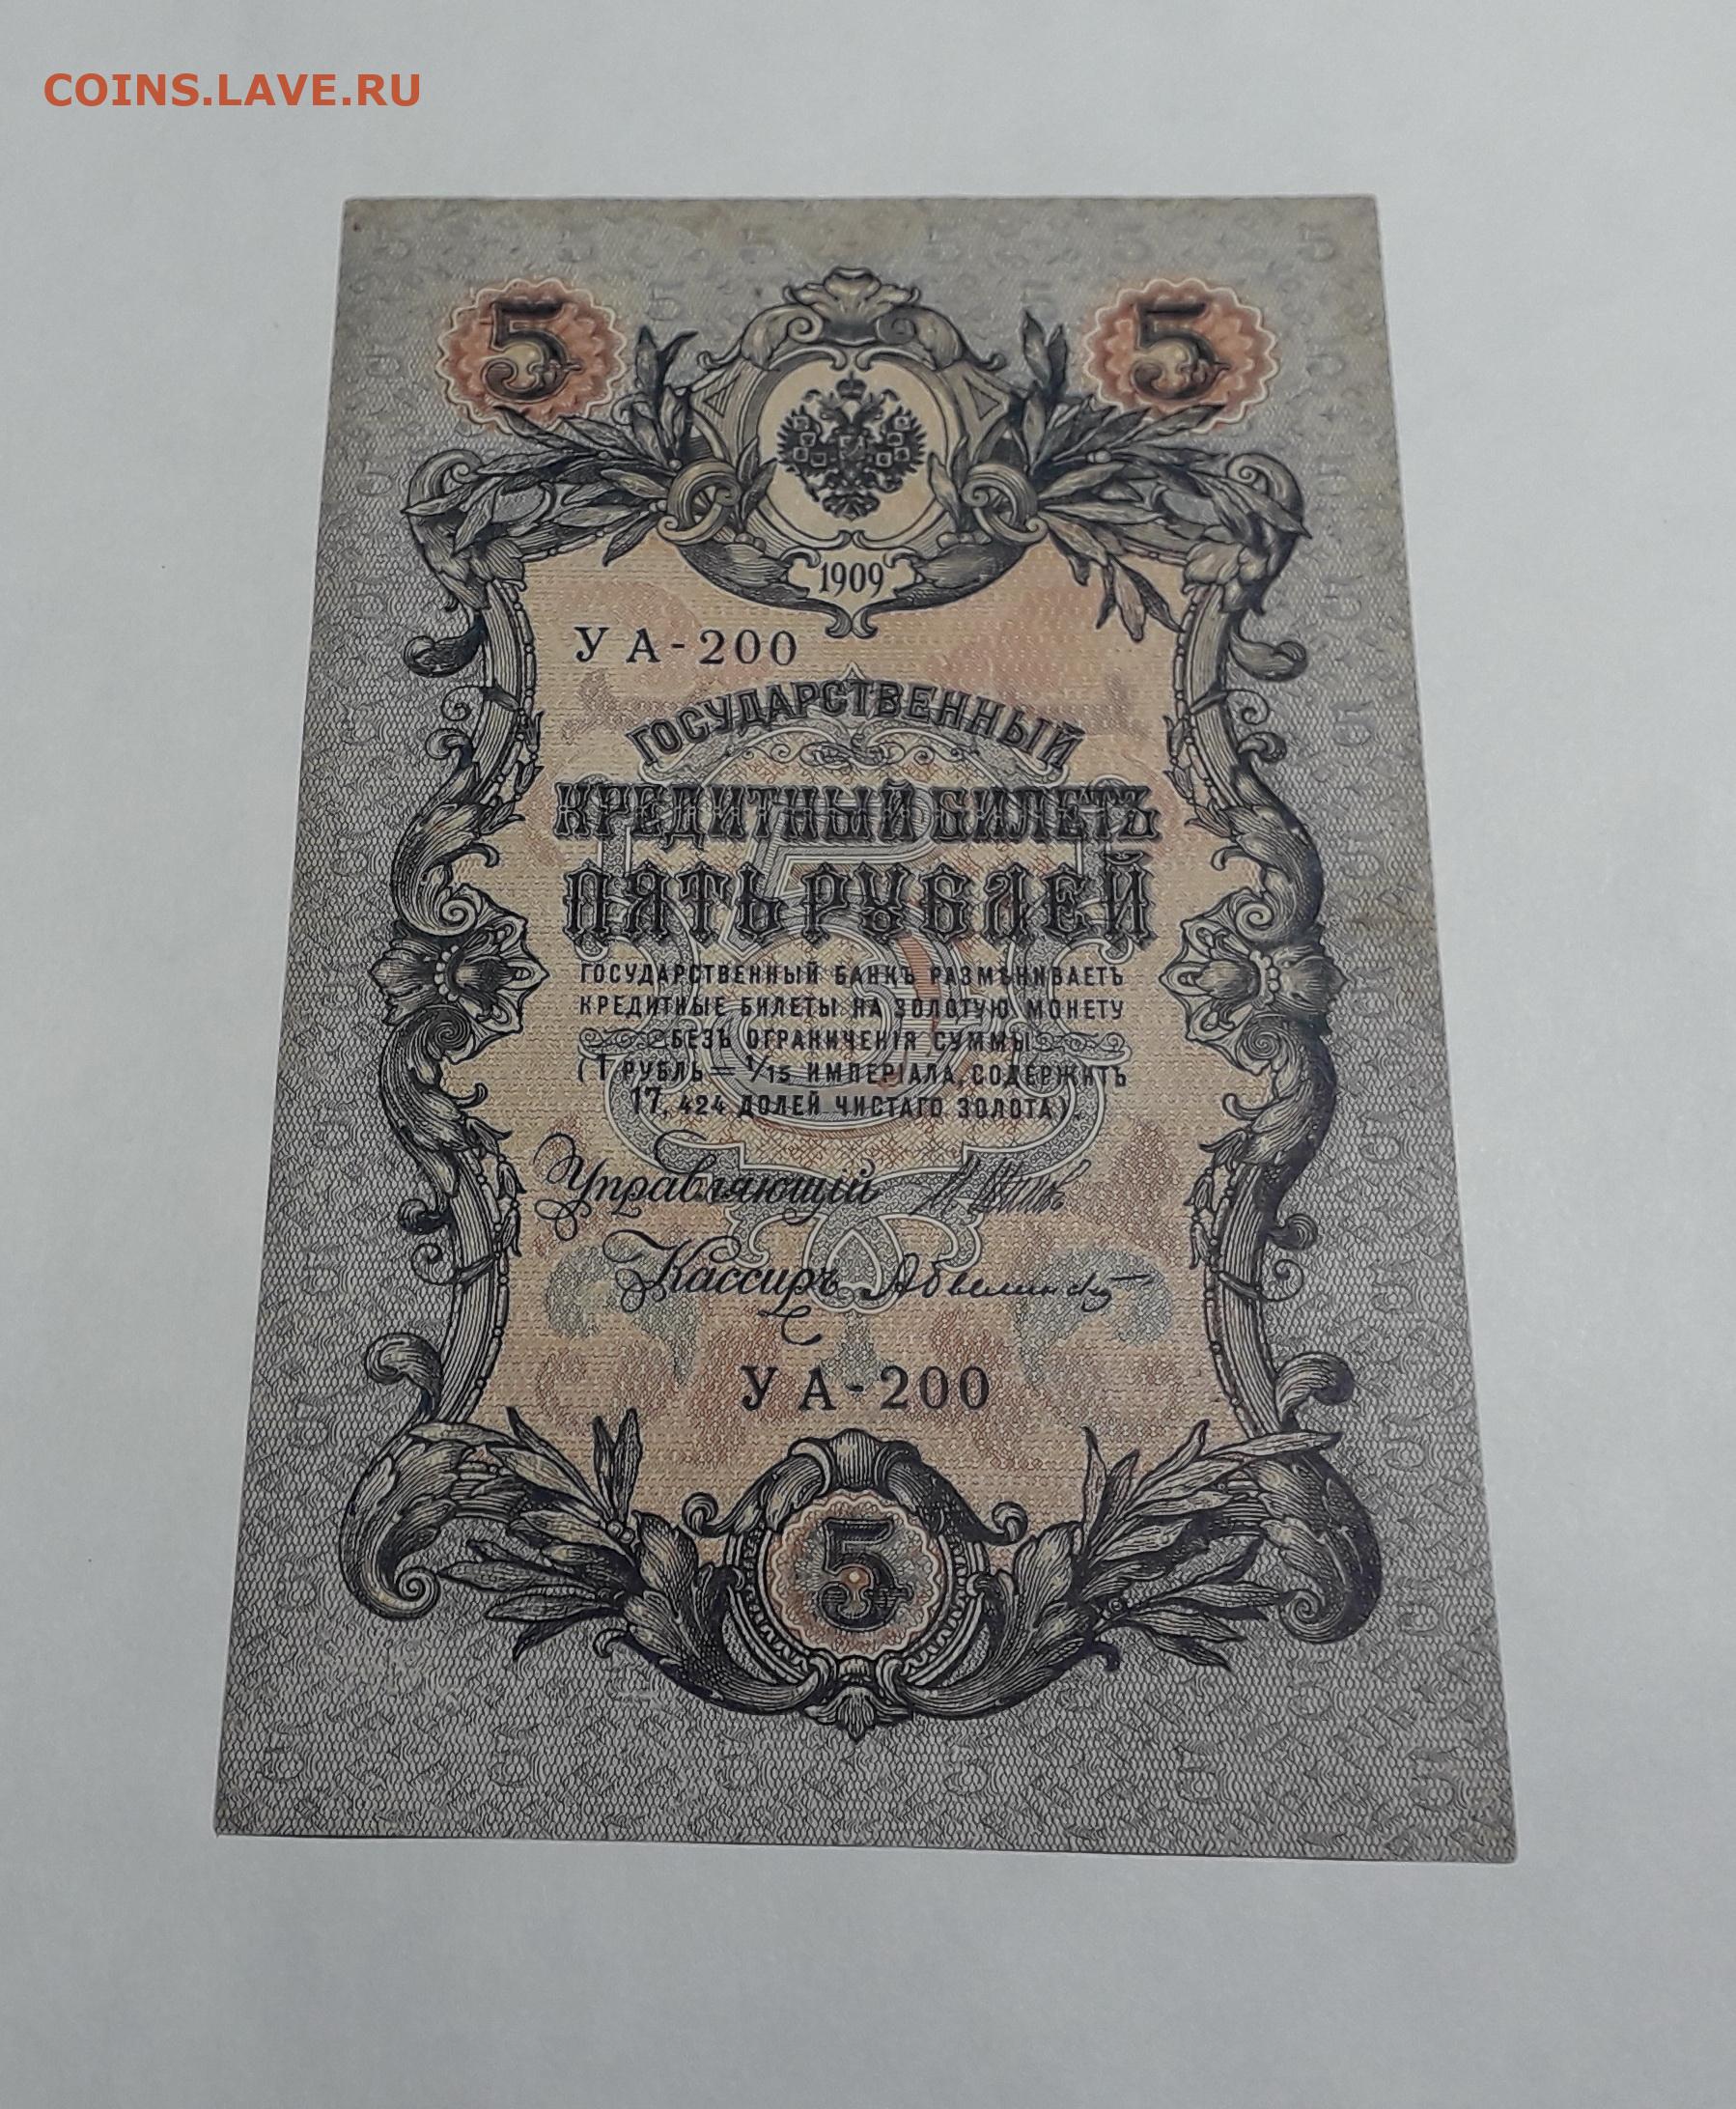 COINS.LAVE.RU
5 5
1909
УА-200
ГОСУДАРСТВЕННЫЙ
КРЕДИТНЫЙ БИЛЕТЪ
ПЯТЬ РУБЛЕЙ
ГОСУДАРСТВЕННЫЙ БАНКЪ РАЗМѢНИВАЕТЪ
КРЕДИТНЫЕ БИЛЕТЫ НА ЗОЛОТУЮ МОНЕТУ
БЕЗЪ ОГРАНИЧЕНІЯ СУММЫ
(1 РУБЛЬ = 1/15 ИМПЕРІАЛА, СОДЕРЖИТЪ
17,424 ДОЛЕЙ ЧИСТАГО ЗОЛОТА).
Управляющій
Кассиръ
УА-200
5